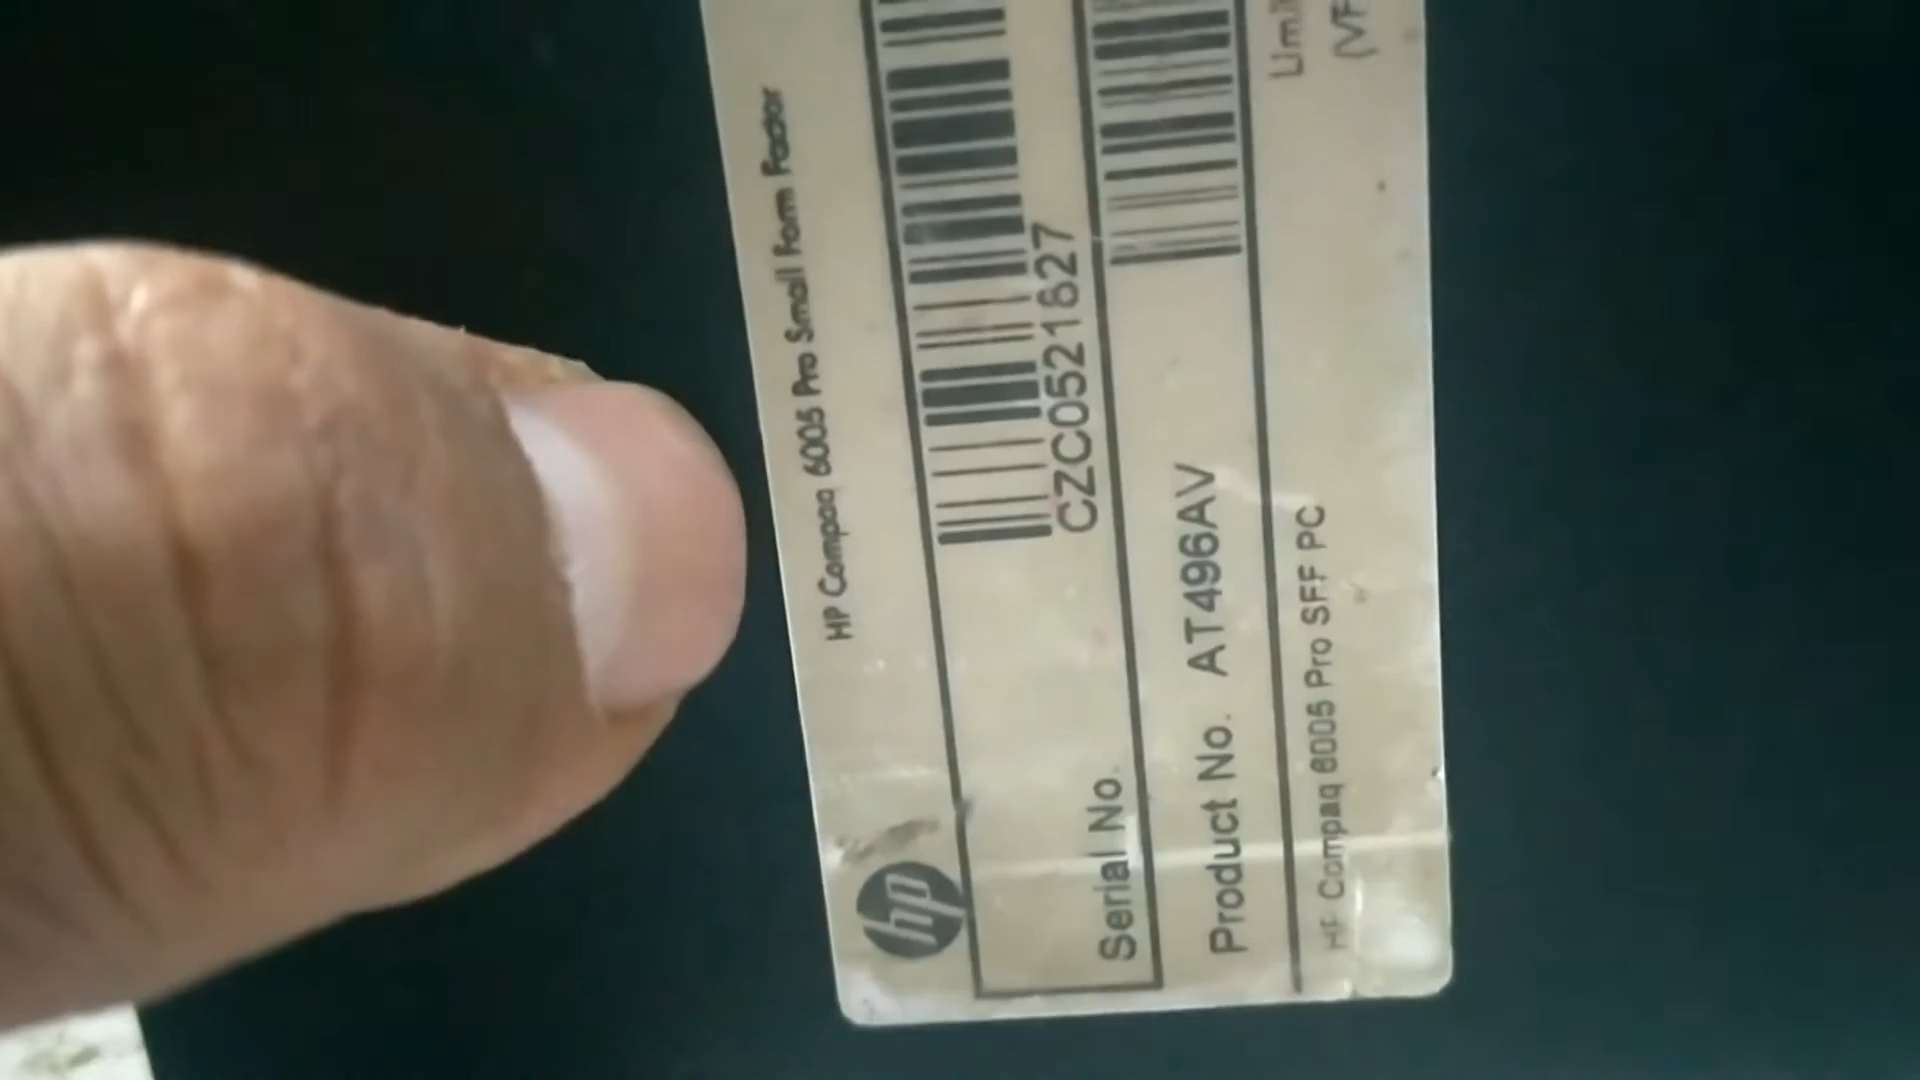 HP Compaq 6005 Pro Small Form Factor
CZC0521627
Serial No.
Product No. AT496AV
HP Compaq 6005 Pro SFF PC
hp